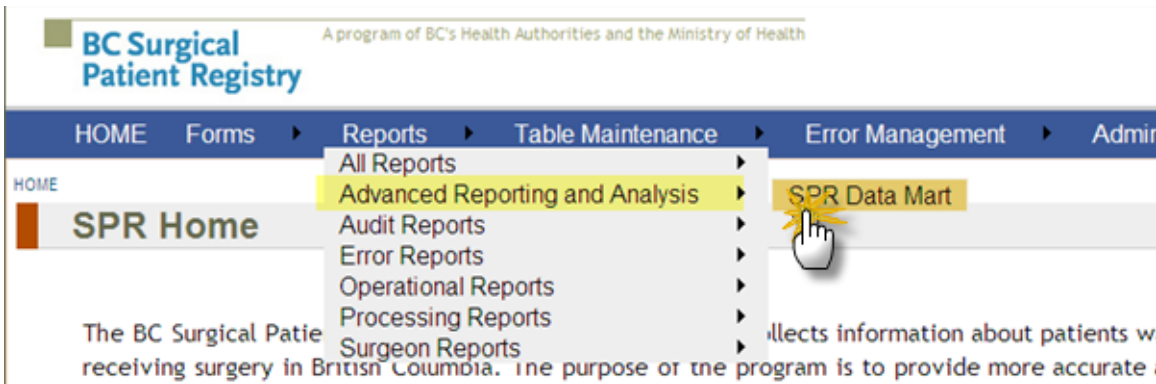 BC Surgical
Patient Registry
A program of BC's Health Authorities and the Ministry of Health
HOME Forms Reports Table Maintenance Error Management
All Reports
HOME
Advanced Reporting and Analysis SPR Data Mart
SPR Home
Audit Reports
Error Reports
Operational Reports
Processing Reports
Surgeon Reports
The BC Surgical information about patients
receiving surgery in British Columbia. The purpose of the program is to provide more accurate